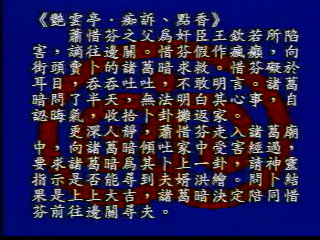 《艷雲亭·痴訴、點香》
蕭惜芬之父為奸臣王欽若所陷
害，謫往邊關。惜芬假作瘋癲，向
街頭賣卜的諸葛暗求救。惜芬礙於
耳目眾多，吞吞吐吐，不敢明言。諸葛
暗問了半天，無法明白其心事，自
認晦氣，收拾卦攤返家。
更深人靜，惜芬走入諸葛廟
中，向諸葛暗傾吐蕭家受害經過，
要求諸葛暗為其卜上一卦，請神靈
指示是否能尋到夫婿洪繪。問卜結
果是上上大吉，諸葛暗決定陪同惜
芬前往邊關尋夫。